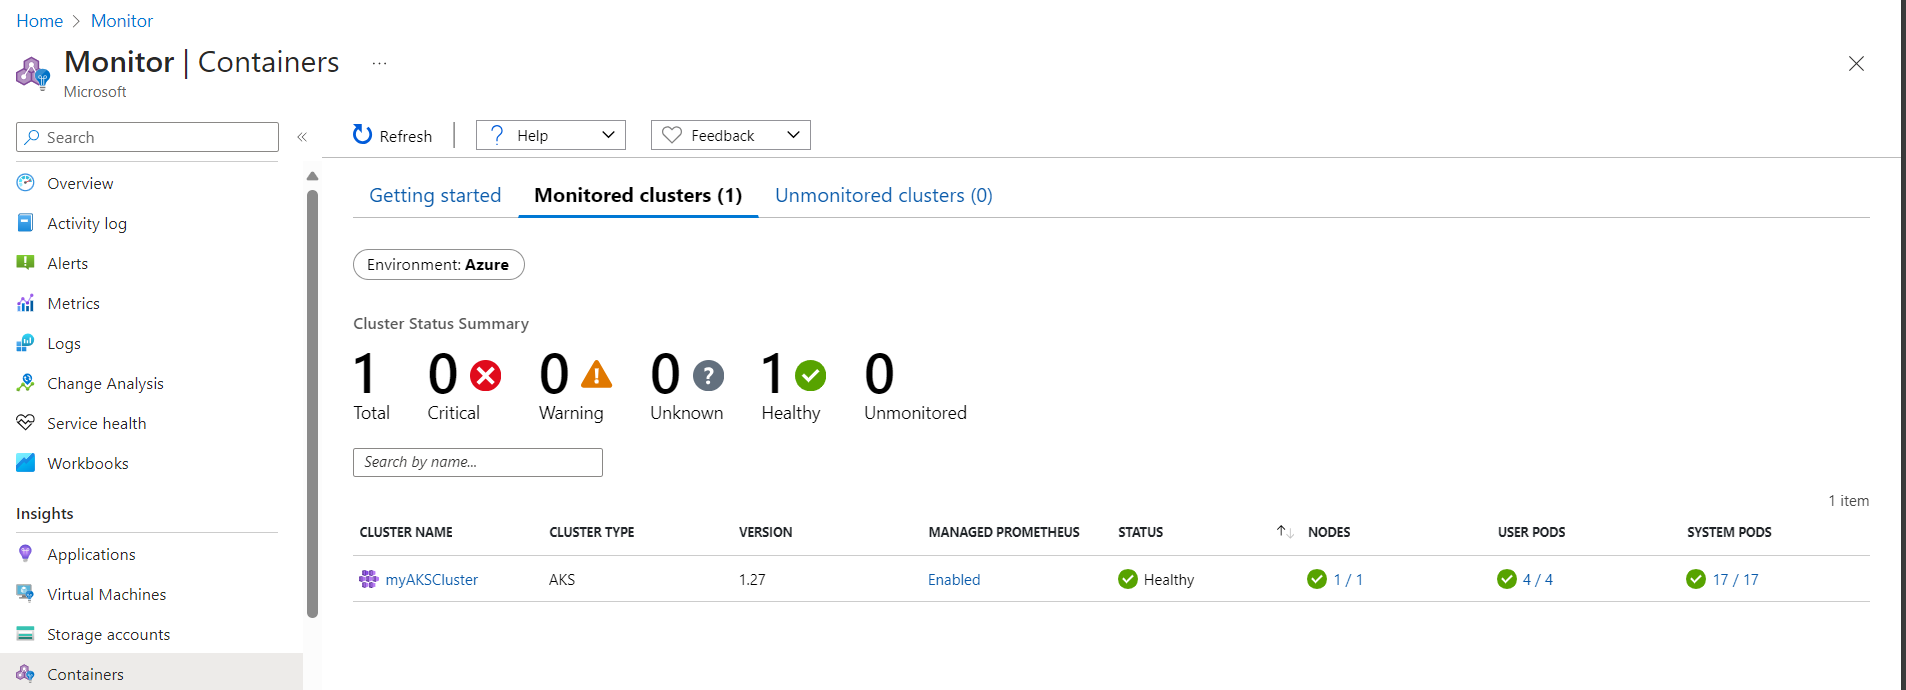 Home > Monitor
Monitor | Containers ...
Microsoft
Search
«
Overview
Activity log
Alerts
Metrics
Logs
Change Analysis
Service health
Workbooks
Insights
Applications
Virtual Machines
Storage accounts
Containers
Refresh
? Help
Feedback
Getting started Monitored clusters (1) Unmonitored clusters (0)
Environment: Azure
Cluster Status Summary
1 0 0 0 1 0
Total Critical Warning Unknown Healthy Unmonitored
Search by name...
1 item
CLUSTER NAME CLUSTER TYPE VERSION MANAGED PROMETHEUS STATUS ↑↓ NODES USER PODS SYSTEM PODS
myAKSCluster AKS 1.27 Enabled Healthy 1 / 1 4 / 4 17 / 17